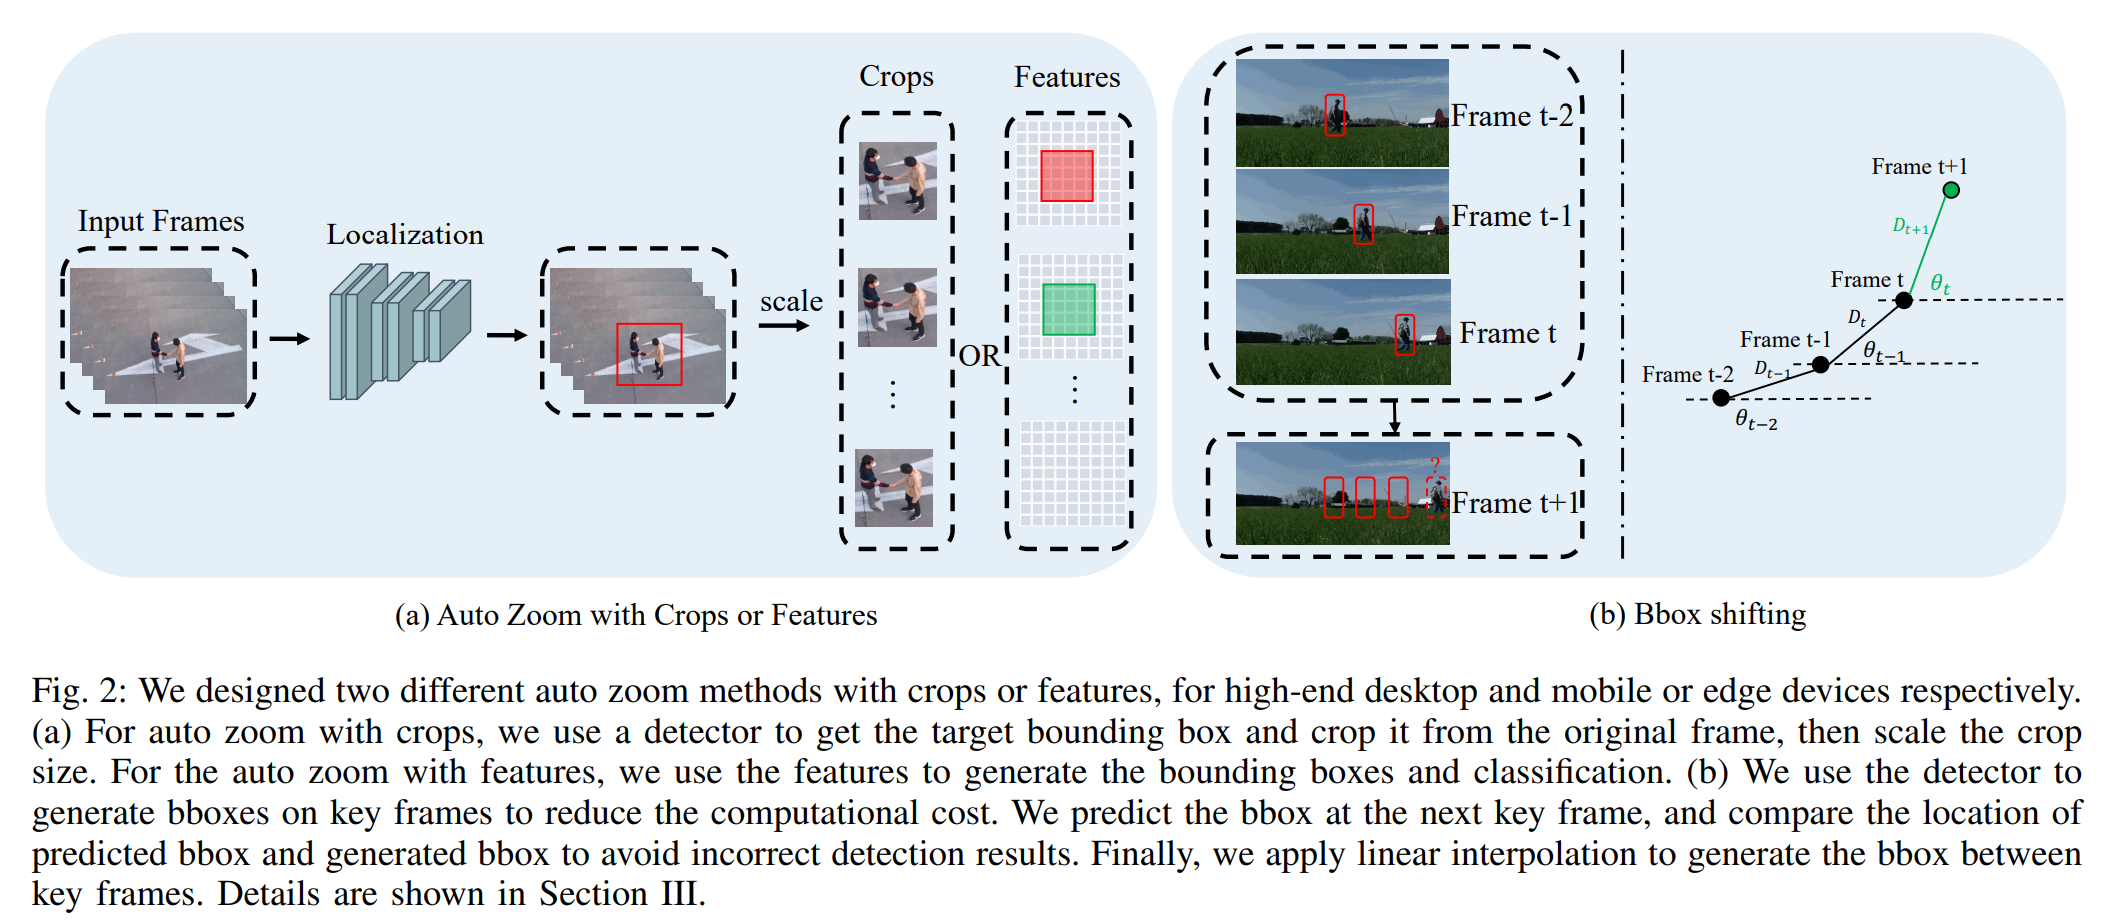 Input Frames
Localization
scale
Crops
OR
Features
(a) Auto Zoom with Crops or Features
Frame t-2
Frame t-1
Frame t
?
Frame t+1
Frame t+1
D_{t+1}
Frame t
θ_t
D_t
Frame t-1
θ_{t-1}
D_{t-1}
Frame t-2
θ_{t-2}
(b) Bbox shifting
Fig. 2: We designed two different auto zoom methods with crops or features, for high-end desktop and mobile or edge devices respectively.
(a) For auto zoom with crops, we use a detector to get the target bounding box and crop it from the original frame, then scale the crop
size. For the auto zoom with features, we use the features to generate the bounding boxes and classification. (b) We use the detector to
generate bboxes on key frames to reduce the computational cost. We predict the bbox at the next key frame, and compare the location of
predicted bbox and generated bbox to avoid incorrect detection results. Finally, we apply linear interpolation to generate the bbox between
key frames. Details are shown in Section III.